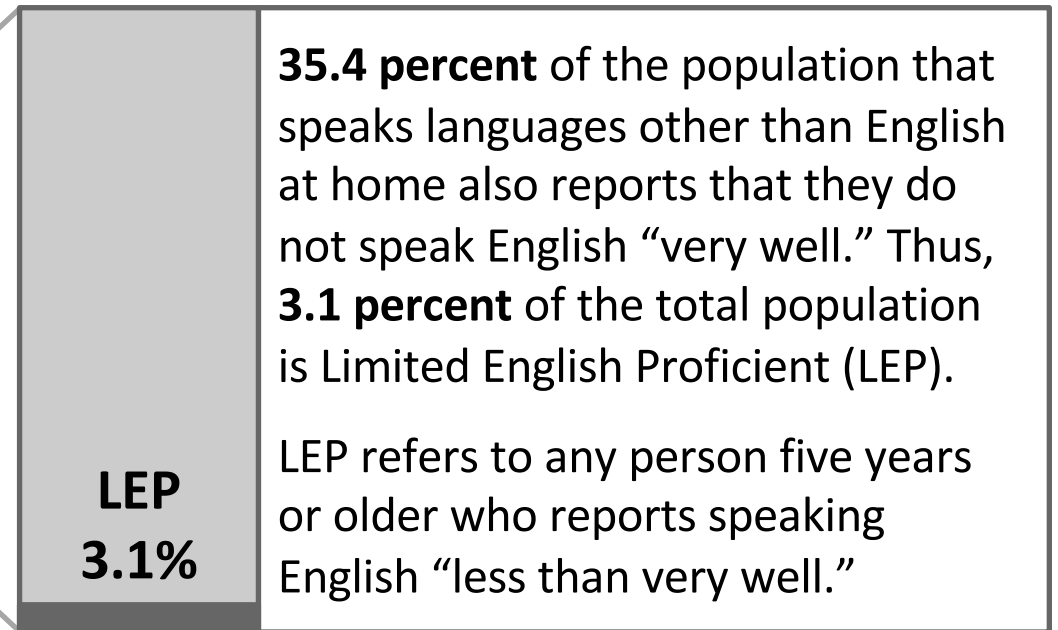 LEP
3.1%
35.4 percent of the population that
speaks languages other than English
at home also reports that they do
not speak English “very well.” Thus,
3.1 percent of the total population
is Limited English Proficient (LEP).
LEP refers to any person five years
or older who reports speaking
English “less than very well.”